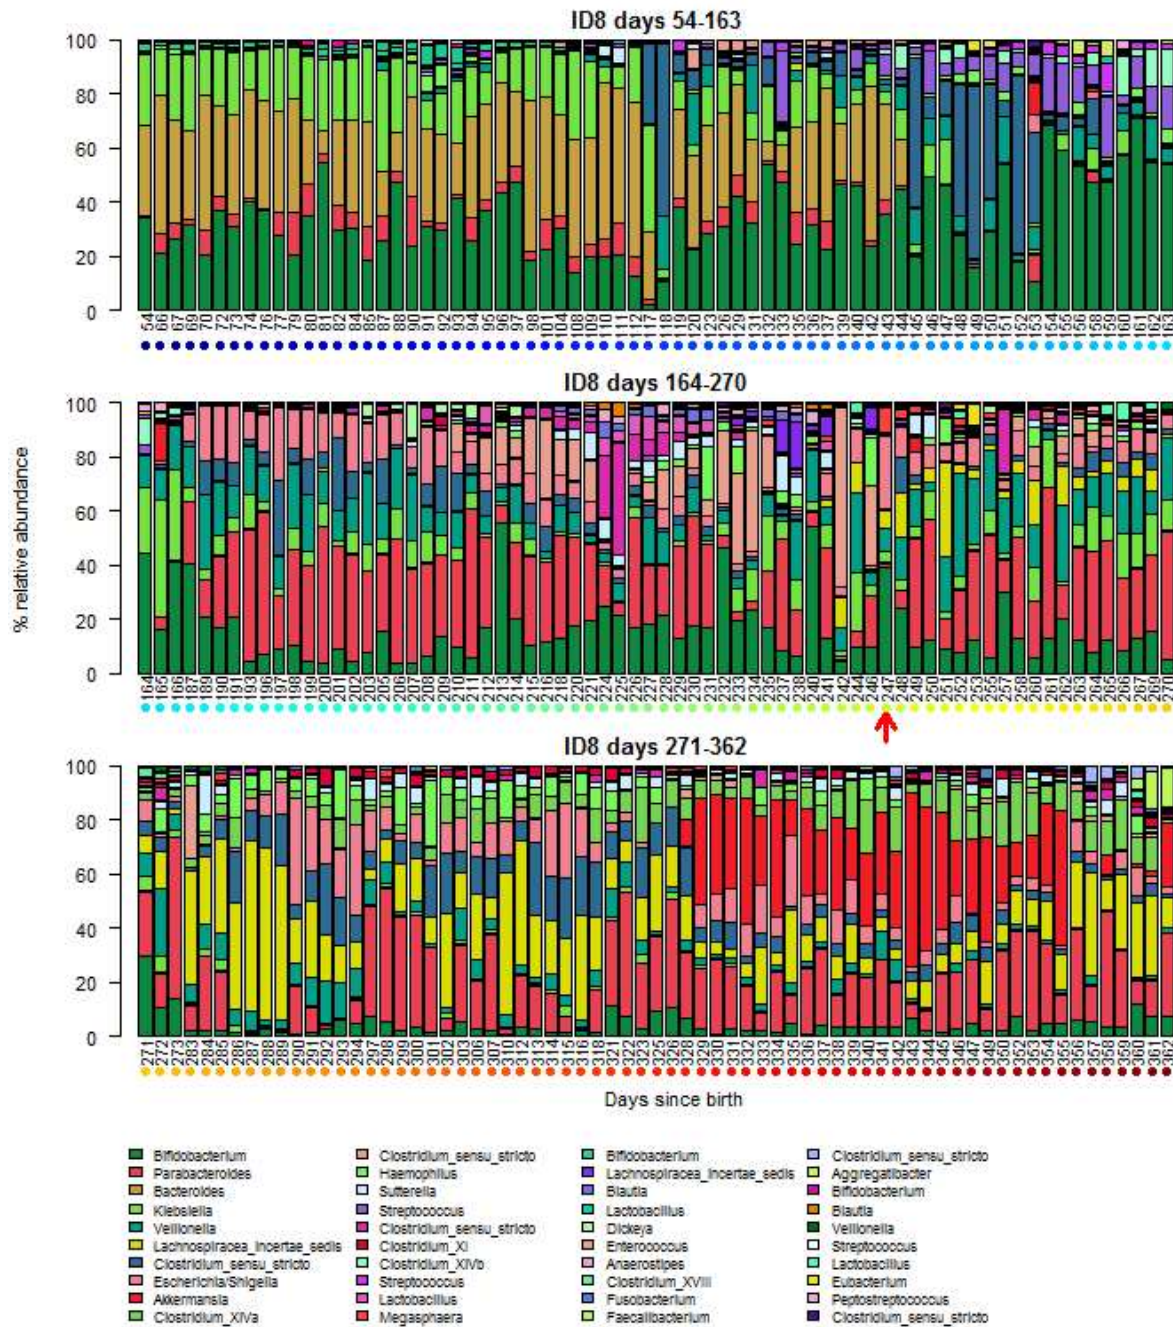 ID8 days 54-163
100
80
60
40
20
0
54 66 67 69 70 72 73 74 76 77 79 80 81 82 84 85 87 88 90 91 92 93 94 95 96 97 98 101 104 108 109 110 111 112 117 118 119 120 123 126 129 131 132 133 135 136 137 139 140 142 143 144 145 146 147 148 149 150 151 152 153 154 155 156 158 159 160 161 162 163
ID8 days 164-270
% relative abundance
100
80
60
40
20
0
164 165 166 187 189 190 191 193 196 197 198 199 200 201 202 203 205 206 207 208 209 210 211 212 213 214 215 216 218 220 221 224 225 226 227 228 229 230 231 232 233 234 235 237 238 240 241 242 244 246 247 248 249 250 251 252 253 255 257 258 260 261 262 264 265 266 267 269 270
ID8 days 271-362
100
80
60
40
20
0
271 272 273 283 284 285 286 287 288 289 290 291 292 293 294 297 298 299 300 301 302 303 306 307 310 312 313 314 315 316 318 321 322 323 325 326 328 329 330 331 332 333 334 335 336 337 338 339 340 341 342 343 344 345 346 347 349 350 352 353 354 355 356 357 358 359 360 361 362
Days since birth
Bifidobacterium
Parabacteroides
Bacteroides
Klebsiella
Veillonella
Lachnospiracea_incertae_sedis
Clostridium_sensu_stricto
Escherichia/Shigella
Akkermansia
Clostridium_XIVa
Clostridium_sensu_stricto
Haemophilus
Sutterella
Streptococcus
Clostridium_sensu_stricto
Clostridium_XI
Clostridium_XIVb
Streptococcus
Lactobacillus
Megasphaera
Bifidobacterium
Lachnospiracea_incertae_sedis
Blautia
Lactobacillus
Dickeya
Enterococcus
Anaerostipes
Clostridium_XVIII
Fusobacterium
Faecalibacterium
Clostridium_sensu_stricto
Aggregatibacter
Bifidobacterium
Blautia
Veillonella
Streptococcus
Lactobacillus
Eubacterium
Peptostreptococcus
Clostridium_sensu_stricto